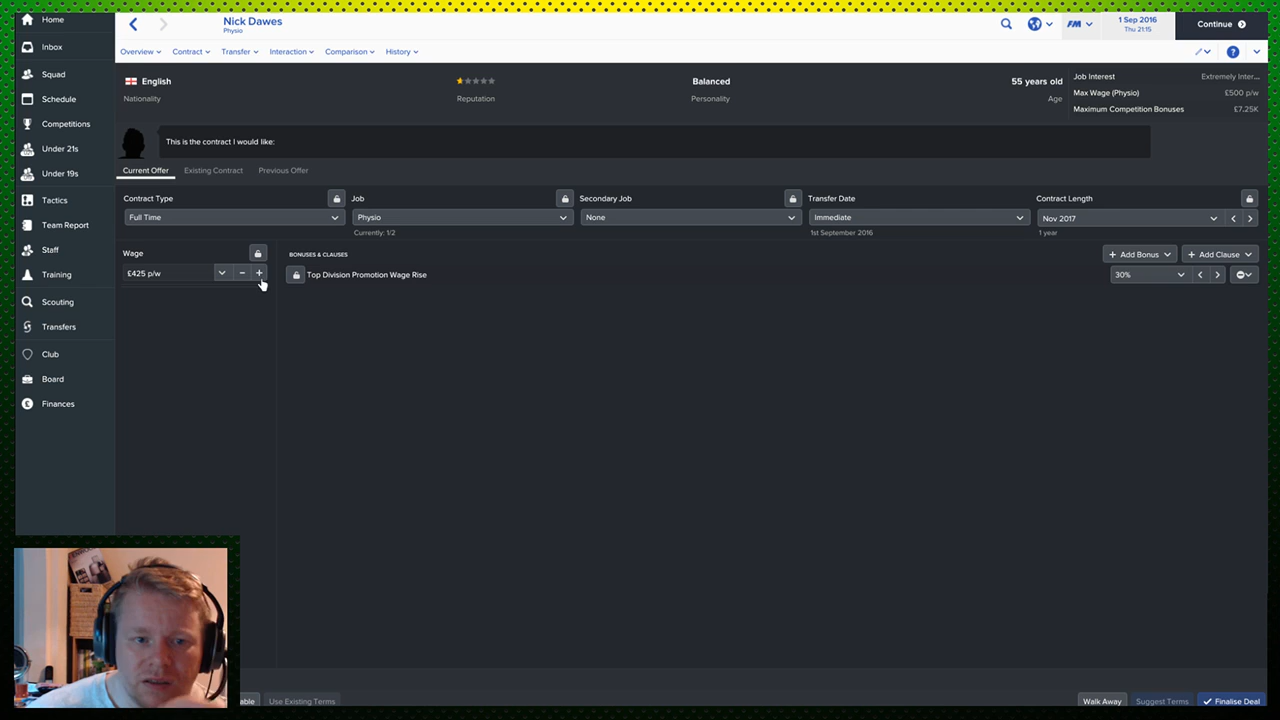 Home
Nick Dawes
Physio
1 Sep 2016
Thu 21:15
FM
Continue
Inbox
Overview
Contract
Transfer
Interaction
Comparison
History
?
Squad
English
Nationality
Reputation
Balanced
Personality
55 years old
Age
Job Interest
Extremely Inter...
Max Wage (Physio)
£500 p/w
Maximum Competition Bonuses
£7.25K
Schedule
Competitions
Under 21s
This is the contract I would like:
Under 19s
Current Offer
Existing Contract
Previous Offer
Tactics
Contract Type
Job
Secondary Job
Transfer Date
Contract Length
Full Time
Physio
None
Immediate
Nov 2017
Currently: 1/2
1st September 2016
1 year
Team Report
Staff
Wage
BONUSES & CLAUSES
Add Bonus
Add Clause
£425 p/w
Top Division Promotion Wage Rise
30%
Training
Scouting
Transfers
Club
Board
Finances
able
Use Existing Terms
Walk Away
Suggest Terms
Finalise Deal